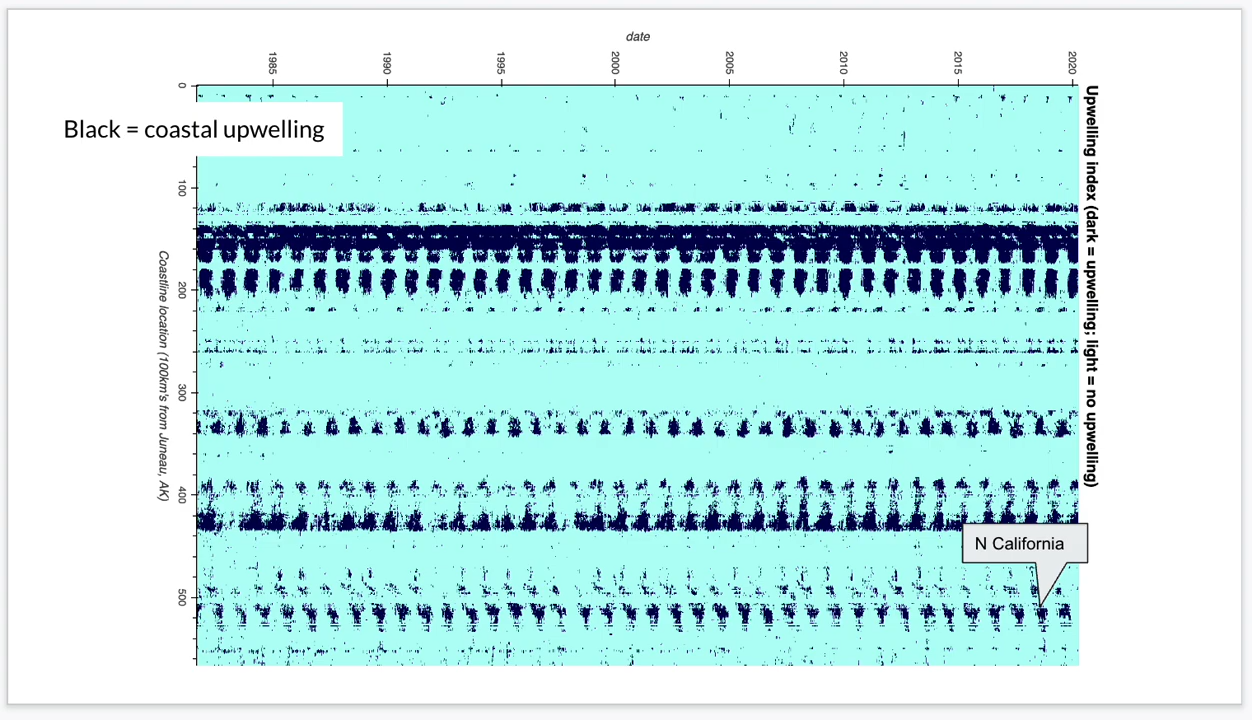 date
1985
1990
1995
2000
2005
2010
2015
2020
Upwelling index (dark = upwelling; light = no upwelling)
Black = coastal upwelling
0
100
200
300
400
500
Coastline location (100km's from Juneau, AK)
N California